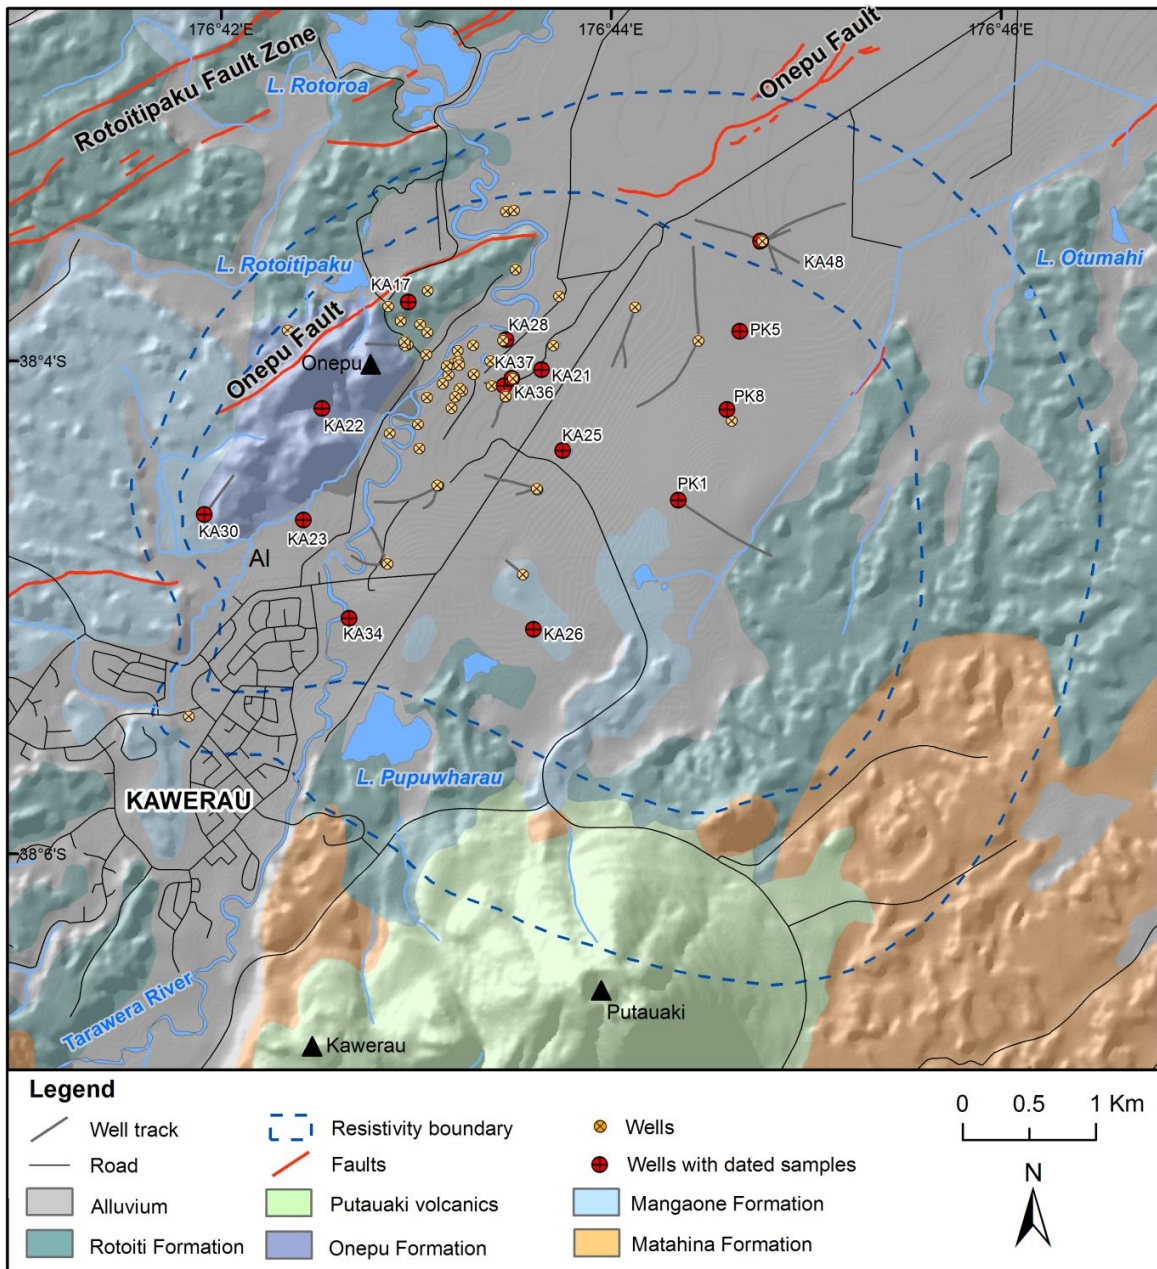 176°42'E
176°44'E
176°46'E
Rotoitipaku Fault Zone
L. Rotoroa
Onepu Fault
L. Rotoitipaku
L. Otumahi
KA48
KA17
KA28
PK5
38°4'S
Onepu Fault
Onepu
KA37
KA21
KA36
KA22
PK8
KA25
PK1
KA30
KA23
Al
KA34
KA26
L. Pupuwharau
KAWERAU
38°6'S
Tarawera River
Putauaki
Kawerau
Legend
Well track
Resistivity boundary
Wells
0 0.5 1 Km
Road
Faults
Wells with dated samples
N
Alluvium
Putauaki volcanics
Mangaone Formation
Rotoiti Formation
Onepu Formation
Matahina Formation